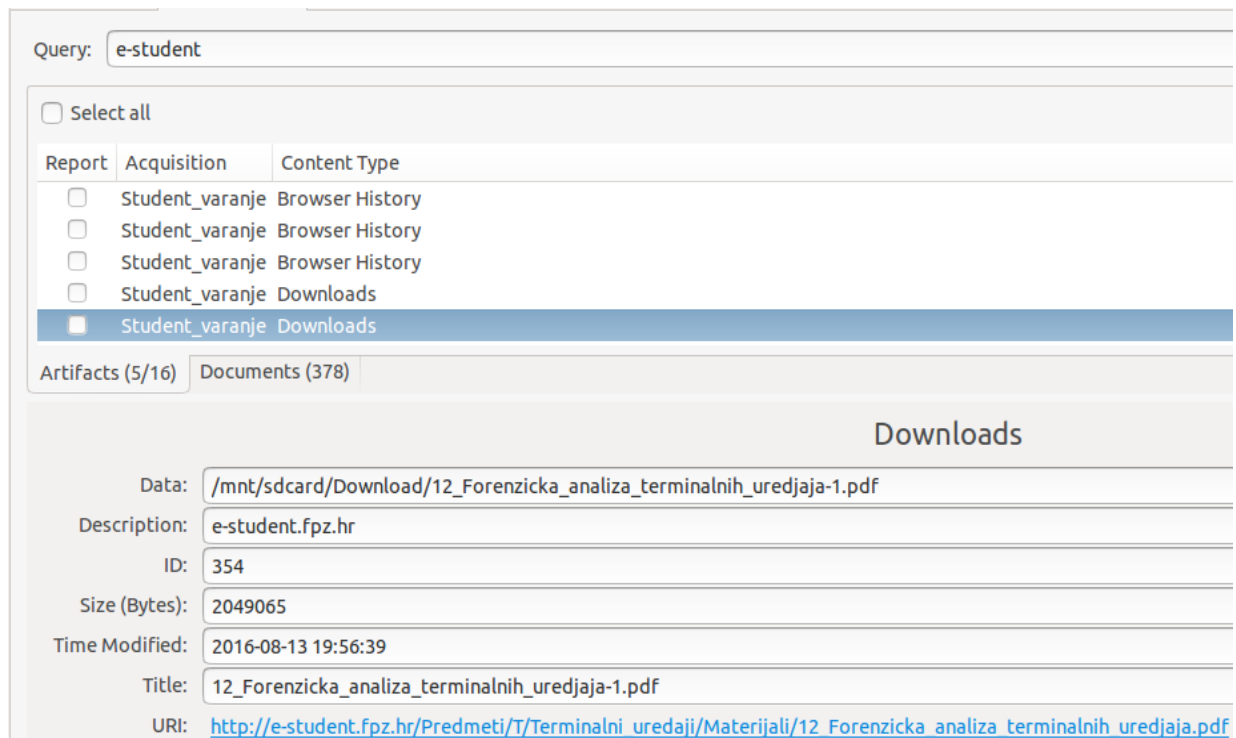 Query: e-student
Select all
Report Acquisition Content Type
Student_varanje Browser History
Student_varanje Browser History
Student_varanje Browser History
Student_varanje Downloads
Student_varanje Downloads
Artifacts (5/16) Documents (378)
Downloads
Data: /mnt/sdcard/Download/12_Forenzicka_analiza_terminalnih_uredjaja-1.pdf
Description: e-student.fpz.hr
ID: 354
Size (Bytes): 2049065
Time Modified: 2016-08-13 19:56:39
Title: 12_Forenzicka_analiza_terminalnih_uredjaja-1.pdf
URI: http://e-student.fpz.hr/Predmeti/T/Terminalni_uredaji/Materijali/12_Forenzicka_analiza_terminalnih_uredjaja.pdf